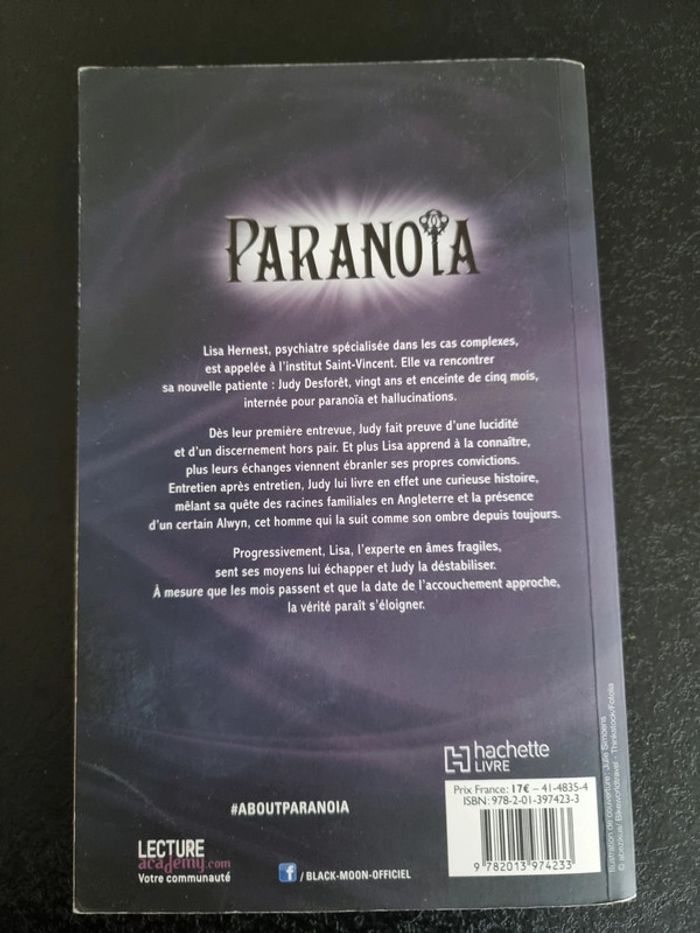 PARANOÏA
Lisa Hernest, psychiatre spécialisée dans les cas complexes,
est appelée à l'institut Saint-Vincent. Elle va rencontrer
sa nouvelle patiente : Judy Desforêt, vingt ans et enceinte de cinq mois,
internée pour paranoïa et hallucinations.
Dès leur première entrevue, Judy fait preuve d'une lucidité
et d'un discernement hors pair. Et plus Lisa apprend à la connaître,
plus leurs échanges viennent ébranler ses propres convictions.
Entretien après entretien, Judy lui livre en effet une curieuse histoire,
mêlant sa quête des racines familiales en Angleterre et la présence
d'un certain Alwyn, cet homme qui la suit comme son ombre depuis toujours.
Progressivement, Lisa, l'experte en âmes fragiles,
sent ses moyens lui échapper et Judy la déstabiliser.
À mesure que les mois passent et que la date de l'accouchement approche,
la vérité paraît s'éloigner.
hachette
LIVRE
Prix France: 17€ – 41-4835-4
ISBN: 978-2-01-397423-3
9 782013 974233
#ABOUTPARANOIA
LECTURE
academy.com
Votre communauté
f / BLACK-MOON-OFFICIEL
Illustration de couverture : Julie Simoens
Bikeworldtravel - Thinkstock/Fotolia